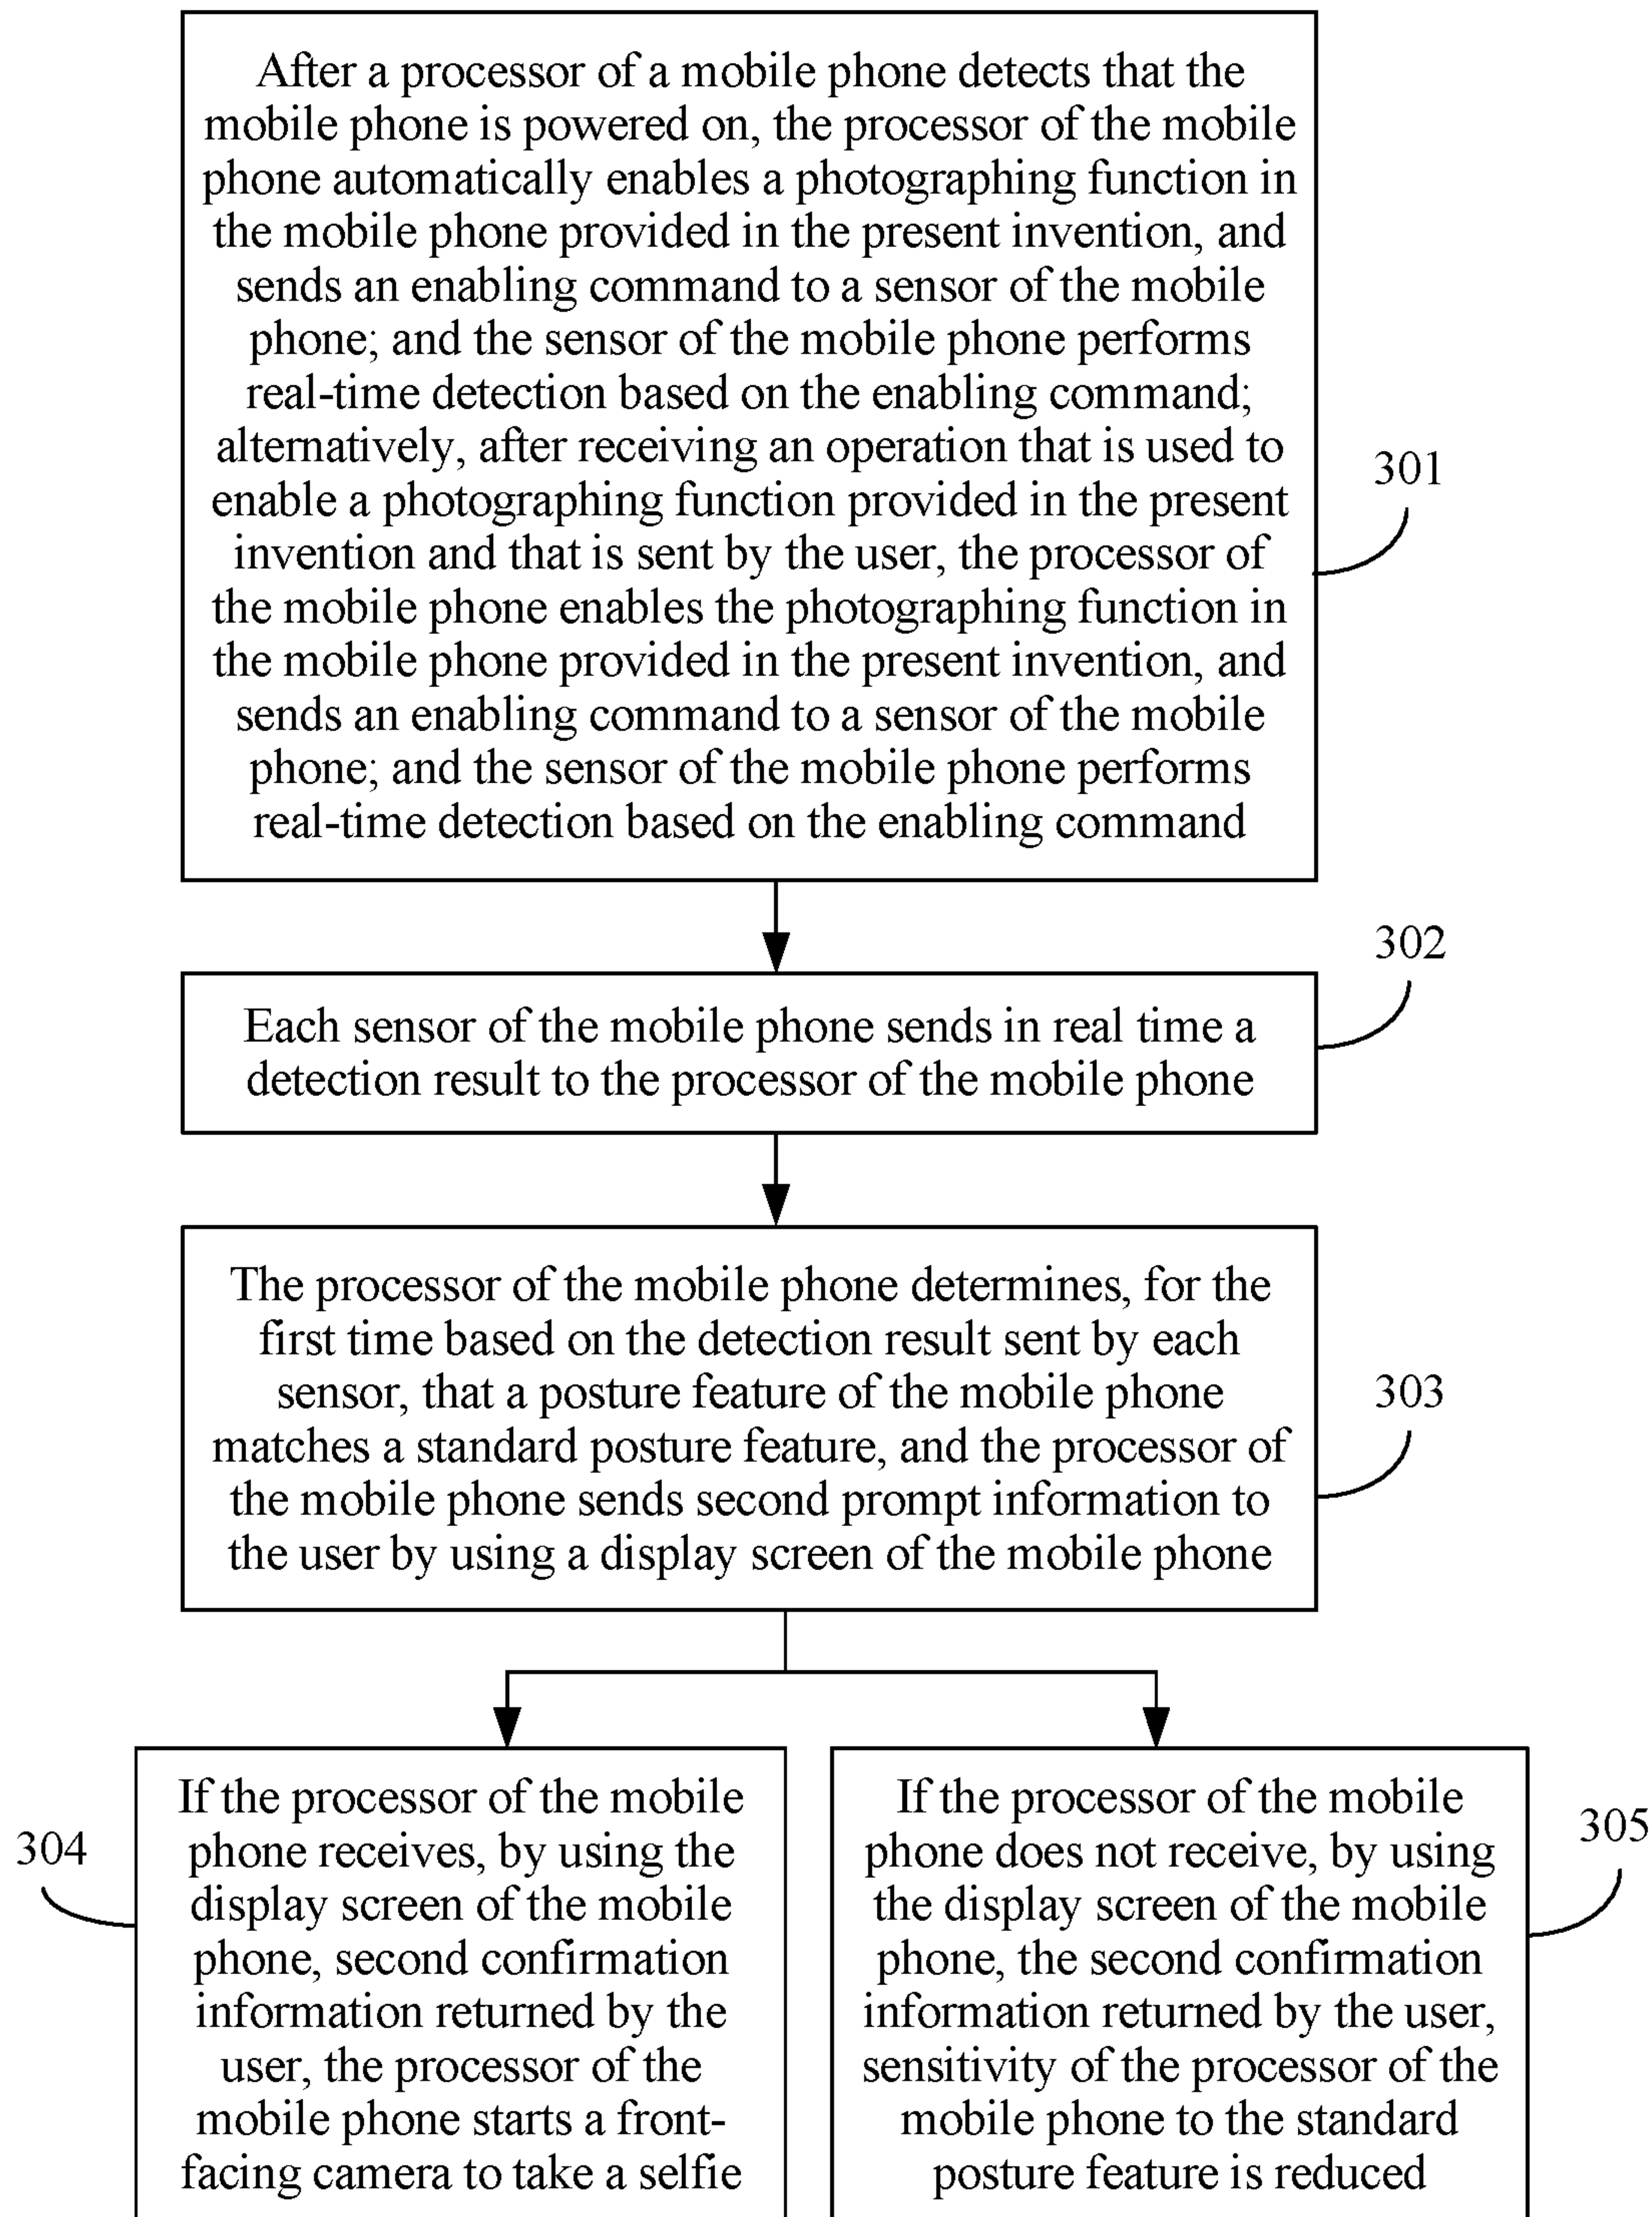 After a processor of a mobile phone detects that the
mobile phone is powered on, the processor of the mobile
phone automatically enables a photographing function in
the mobile phone provided in the present invention, and
sends an enabling command to a sensor of the mobile
phone; and the sensor of the mobile phone performs
real-time detection based on the enabling command;
alternatively, after receiving an operation that is used to
enable a photographing function provided in the present
invention and that is sent by the user, the processor of
the mobile phone enables the photographing function in
the mobile phone provided in the present invention, and
sends an enabling command to a sensor of the mobile
phone; and the sensor of the mobile phone performs
real-time detection based on the enabling command
301
302
Each sensor of the mobile phone sends in real time a
detection result to the processor of the mobile phone
The processor of the mobile phone determines, for the
first time based on the detection result sent by each
sensor, that a posture feature of the mobile phone
matches a standard posture feature, and the processor of
the mobile phone sends second prompt information to
the user by using a display screen of the mobile phone
303
304
If the processor of the mobile
phone receives, by using the
display screen of the mobile
phone, second confirmation
information returned by the
user, the processor of the
mobile phone starts a front-
facing camera to take a selfie
If the processor of the mobile
phone does not receive, by using
the display screen of the mobile
phone, the second confirmation
information returned by the user,
sensitivity of the processor of the
mobile phone to the standard
posture feature is reduced
305